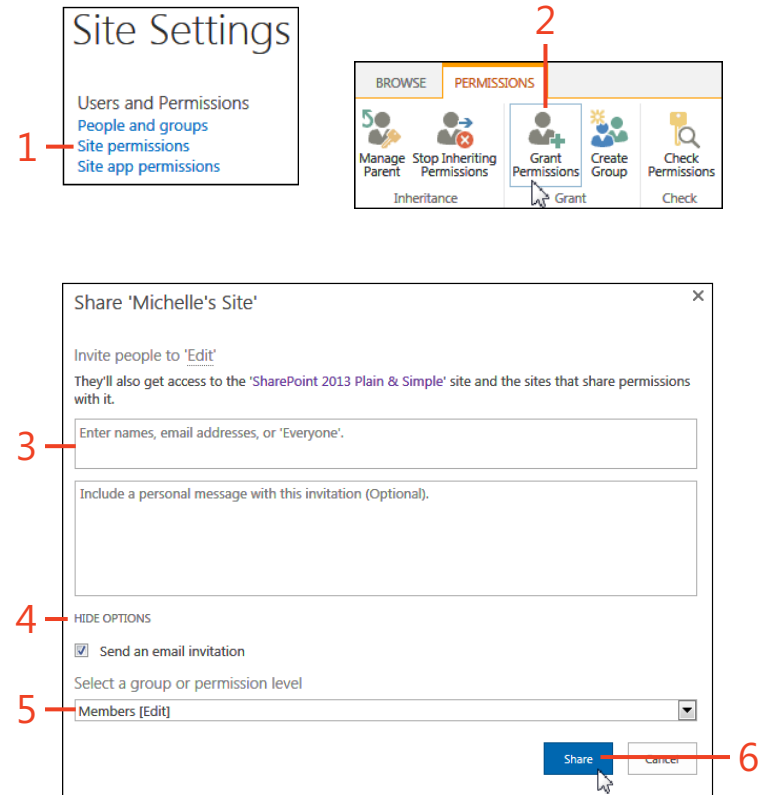 Site Settings
Users and Permissions
People and groups
1
Site permissions
Site app permissions
2
BROWSE PERMISSIONS
Manage Parent
Stop Inheriting Permissions
Grant Permissions
Create Group
Check Permissions
Inheritance Grant Check
Share 'Michelle's Site'
Invite people to 'Edit'
They'll also get access to the 'SharePoint 2013 Plain & Simple' site and the sites that share permissions
with it.
3
Enter names, email addresses, or 'Everyone'.
Include a personal message with this invitation (Optional).
4
HIDE OPTIONS
Send an email invitation
Select a group or permission level
5
Members [Edit]
Share Cancel
6